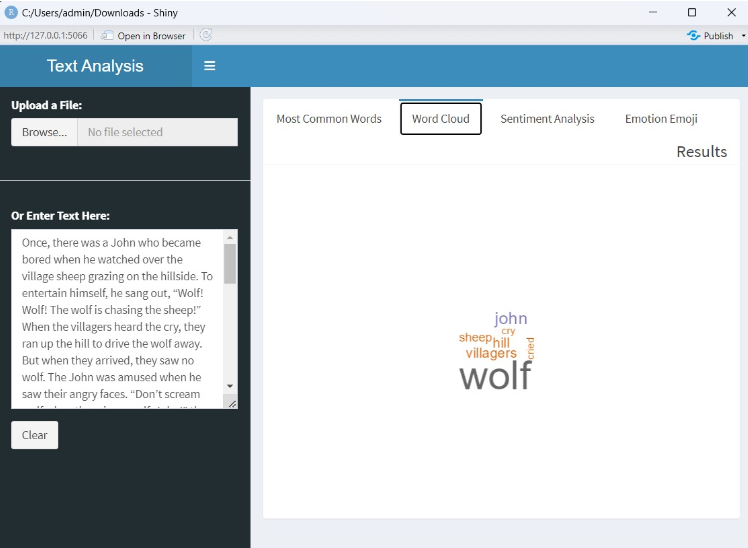 C:/Users/admin/Downloads - Shiny
http://127.0.0.1:5066 Open in Browser Publish
Text Analysis
Upload a File:
Browse... No file selected
Or Enter Text Here:
Once, there was a John who became
bored when he watched over the
village sheep grazing on the hillside. To
entertain himself, he sang out, “Wolf!
Wolf! The wolf is chasing the sheep!”
When the villagers heard the cry, they
ran up the hill to drive the wolf away.
But when they arrived, they saw no
wolf. The John was amused when he
saw their angry faces. “Don’t scream
Clear
Most Common Words Word Cloud Sentiment Analysis Emotion Emoji
Results
john
cry
sheep
hill
cried
villagers
wolf